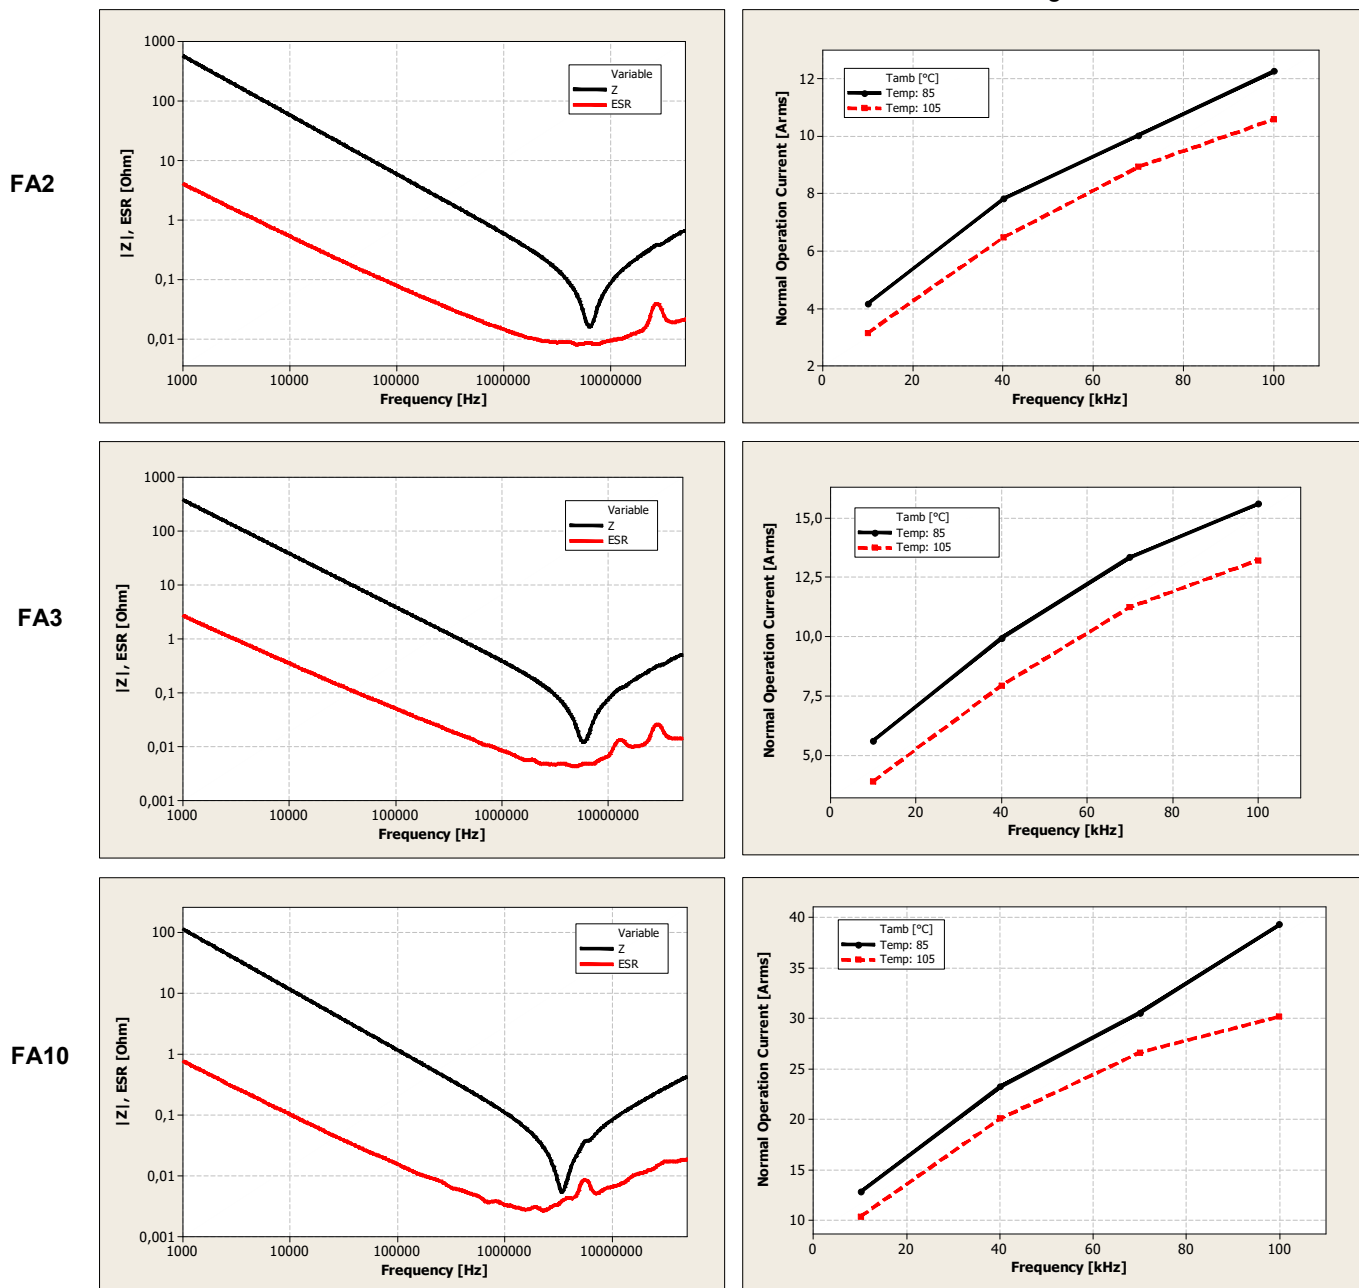 FA2
1000
100
10
1
0,1
0,01
|Z|, ESR [Ohm]
Variable
Z
ESR
1000 10000 100000 1000000 10000000
Frequency [Hz]
12
10
8
6
4
2
Normal Operation Current [Arms]
Tamb [°C]
Temp: 85
Temp: 105
0 20 40 60 80 100
Frequency [kHz]
FA3
1000
100
10
1
0,1
0,01
0,001
|Z|, ESR [Ohm]
Variable
Z
ESR
1000 10000 100000 1000000 10000000
Frequency [Hz]
15,0
12,5
10,0
7,5
5,0
Normal Operation Current [Arms]
Tamb [°C]
Temp: 85
Temp: 105
0 20 40 60 80 100
Frequency [kHz]
FA10
100
10
1
0,1
0,01
0,001
|Z|, ESR [Ohm]
Variable
Z
ESR
1000 10000 100000 1000000 10000000
Frequency [Hz]
40
35
30
25
20
15
10
Normal Operation Current [Arms]
Tamb [°C]
Temp: 85
Temp: 105
0 20 40 60 80 100
Frequency [kHz]